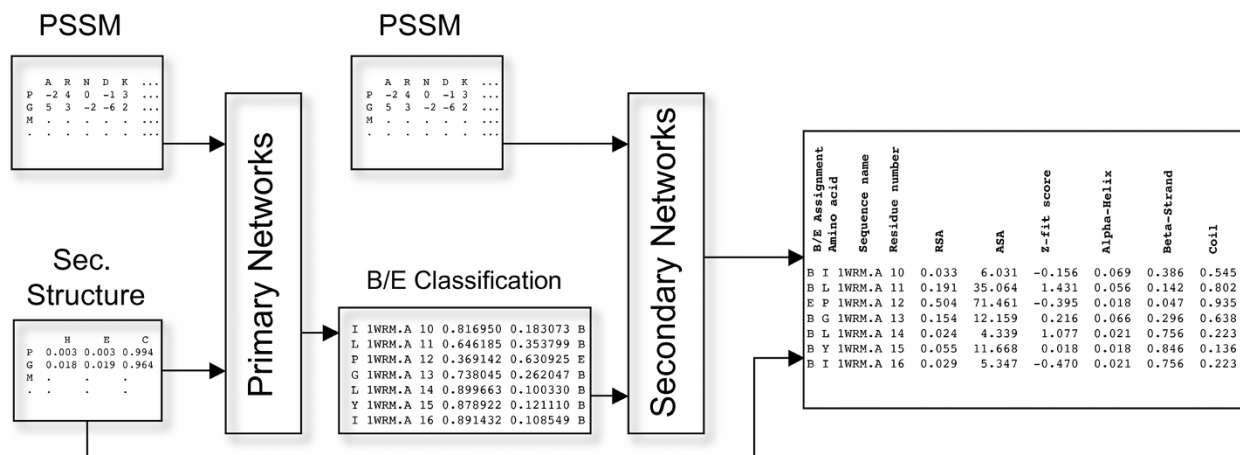 PSSM
A R N D K ...
P -2 4 0 -1 3 ...
G 5 3 -2 -6 2 ...
M . . . . . ...
. . . . . . ...
PSSM
A R N D K ...
P -2 4 0 -1 3 ...
G 5 3 -2 -6 2 ...
M . . . . . ...
. . . . . . ...
Sec.
Structure
H E C
P 0.003 0.003 0.994
G 0.018 0.019 0.964
M . . .
. . . .
Primary Networks
B/E Classification
I 1WRM.A 10 0.816950 0.183073 B
L 1WRM.A 11 0.646185 0.353799 B
P 1WRM.A 12 0.369142 0.630925 E
G 1WRM.A 13 0.738045 0.262047 B
L 1WRM.A 14 0.899663 0.100330 B
Y 1WRM.A 15 0.878922 0.121110 B
I 1WRM.A 16 0.891432 0.108549 B
Secondary Networks
B/E Assignment
Amino acid
Sequence name
Residue number
RSA
ASA
Z-fit score
Alpha-Helix
Beta-Strand
Coil
B I 1WRM.A 10 0.033 6.031 -0.156 0.069 0.386 0.545
B L 1WRM.A 11 0.191 35.064 1.431 0.056 0.142 0.802
E P 1WRM.A 12 0.504 71.461 -0.395 0.018 0.047 0.935
B G 1WRM.A 13 0.154 12.159 0.216 0.066 0.296 0.638
B L 1WRM.A 14 0.024 4.339 1.077 0.021 0.756 0.223
B Y 1WRM.A 15 0.055 11.668 0.018 0.018 0.846 0.136
B I 1WRM.A 16 0.029 5.347 -0.470 0.021 0.756 0.223